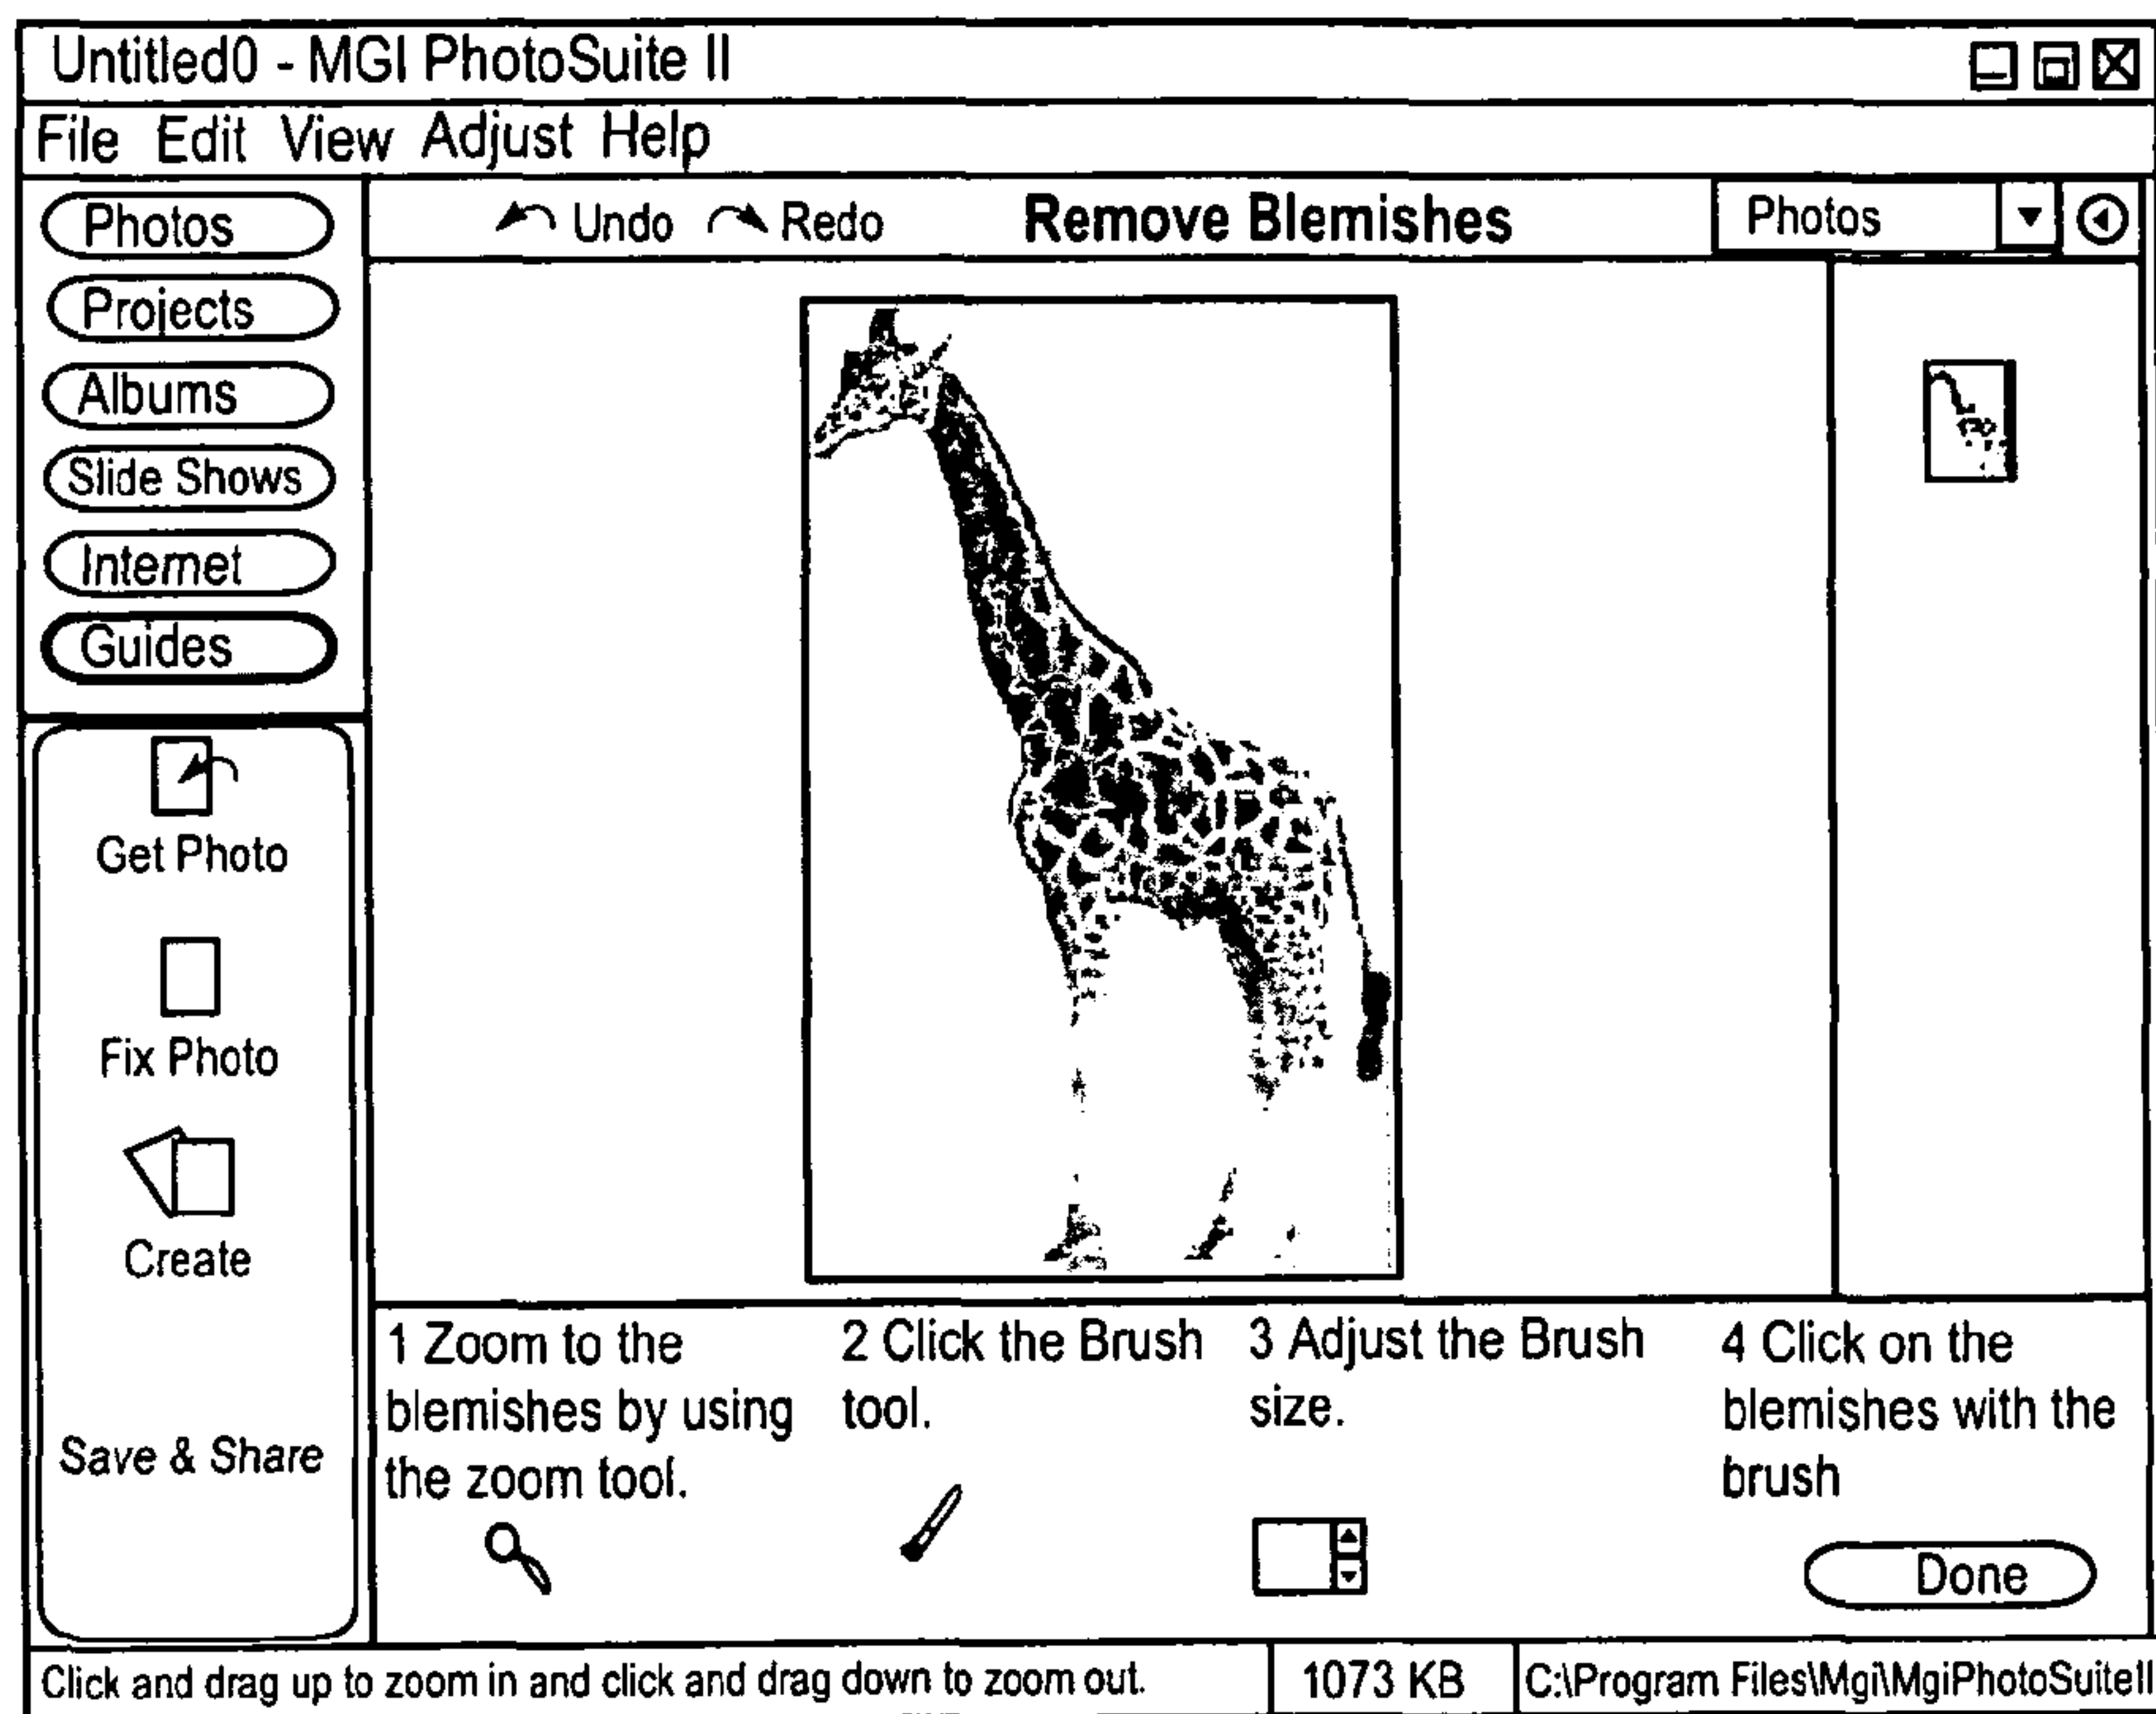 Untitled0 - MGI PhotoSuite II
File Edit View Adjust Help
Photos
Projects
Albums
Slide Shows
Internet
Guides
Undo Redo Remove Blemishes Photos
Get Photo
Fix Photo
Create
Save & Share
1 Zoom to the
blemishes by using
the zoom tool.
2 Click the Brush
tool.
3 Adjust the Brush
size.
4 Click on the
blemishes with the
brush
Done
Click and drag up to zoom in and click and drag down to zoom out. 1073 KB C:\Program Files\Mgi\MgiPhotoSuiteII